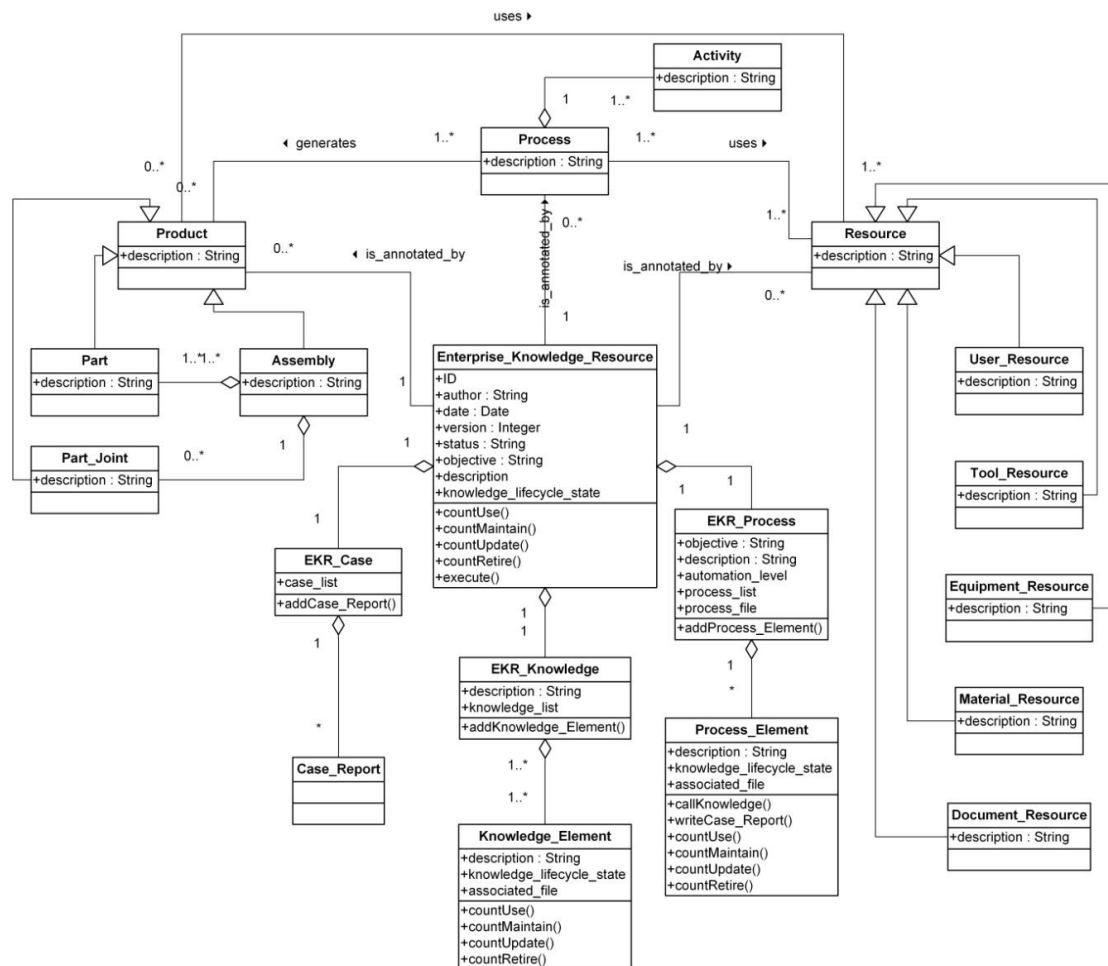 uses ▸
Activity
+description : String
1
1..*
1..*
Process
1..*
◂ generates
+description : String
uses ▸
0..*
0..*
1..*
is_annotated_by ▸
0..*
1..*
Product
+description : String
0..*
◂ is_annotated_by
is_annotated_by ▸
Resource
+description : String
0..*
1
Part
+description : String
1..*
1..*
Assembly
+description : String
1
0..*
Part_Joint
+description : String
1
1
Enterprise_Knowledge_Resource
+ID
+author : String
+date : Date
+version : Integer
+status : String
+objective : String
+description
+knowledge_lifecycle_state
+countUse()
+countMaintain()
+countUpdate()
+countRetire()
+execute()
1
1
1
User_Resource
+description : String
Tool_Resource
+description : String
Equipment_Resource
+description : String
Material_Resource
+description : String
Document_Resource
+description : String
1
EKR_Case
+case_list
+addCase_Report()
1
*
Case_Report
1
1
EKR_Knowledge
+description : String
+knowledge_list
+addKnowledge_Element()
1..*
1..*
Knowledge_Element
+description : String
+knowledge_lifecycle_state
+associated_file
+countUse()
+countMaintain()
+countUpdate()
+countRetire()
EKR_Process
+objective : String
+description : String
+automation_level
+process_list
+process_file
+addProcess_Element()
1
*
Process_Element
+description : String
+knowledge_lifecycle_state
+associated_file
+callKnowledge()
+writeCase_Report()
+countUse()
+countMaintain()
+countUpdate()
+countRetire()